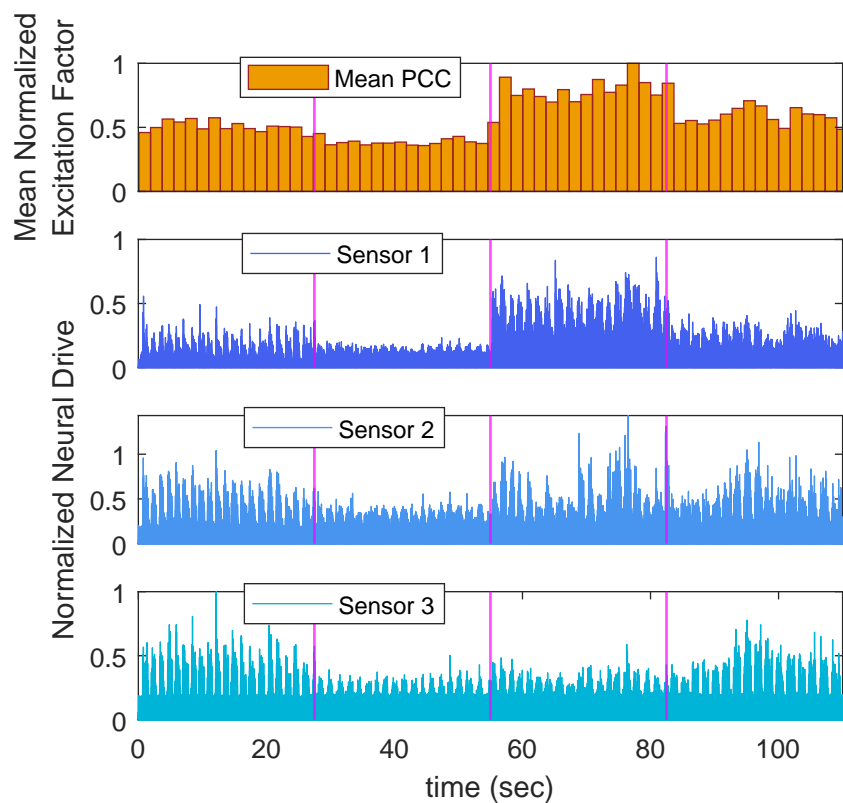 Mean Normalized
Excitation Factor
1
0.5
0
Mean PCC
Normalized Neural Drive
1
0.5
0
Sensor 1
1
0.5
0
Sensor 2
1
0.5
0
Sensor 3
0
20
40
60
80
100
time (sec)